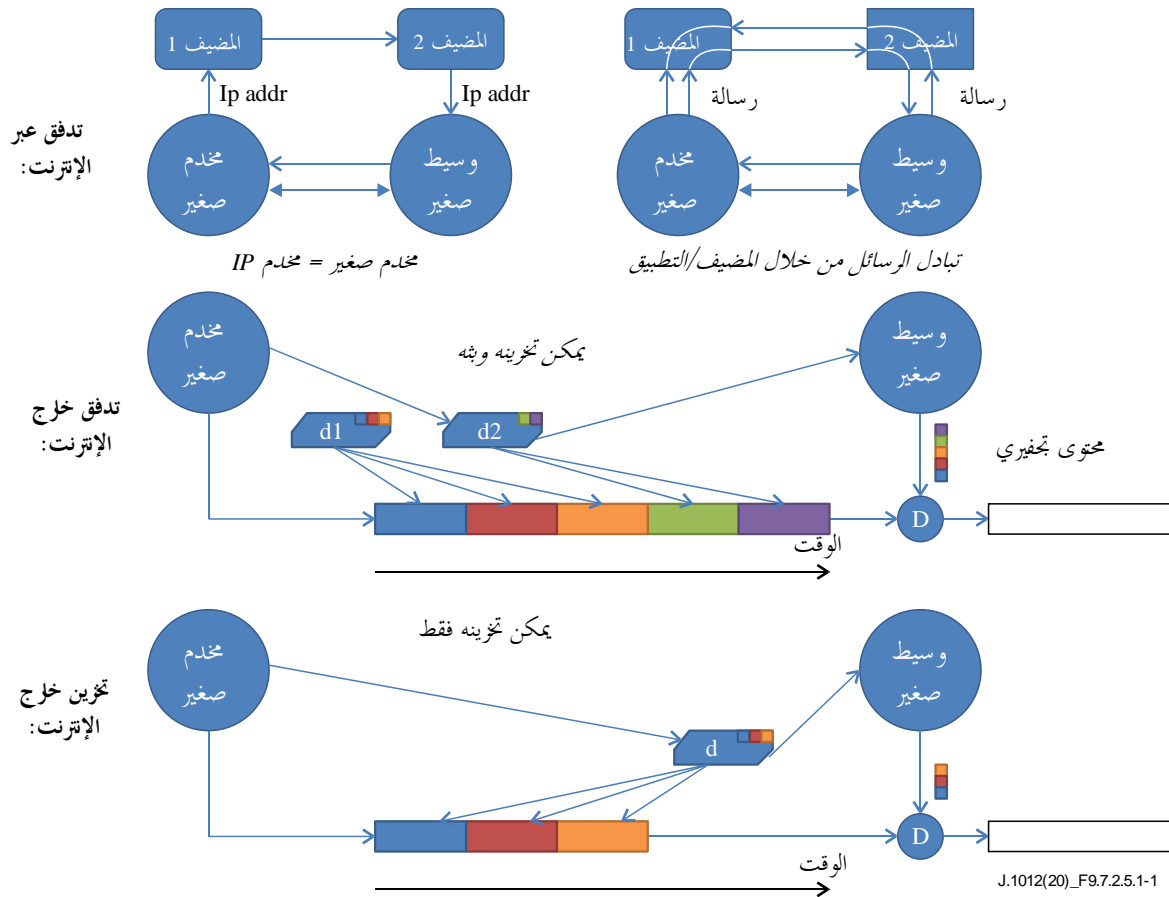 المضيف 1
المضيف 2
المضيف 1
المضيف 2
Ip addr
Ip addr
رسالة
رسالة
تدفق عبر
الإنترنت:
مخدم
صغير
وسيط
صغير
مخدم
صغير
وسيط
صغير
مخدم صغير = مخدم IP
تبادل الرسائل من خلال المضيف/التطبيق
مخدم
صغير
يمكن تخزينه وبثه
وسيط
صغير
تدفق خارج
الإنترنت:
d1
d2
محتوى تجفيري
D
الوقت
مخدم
صغير
يمكن تخزينه فقط
وسيط
صغير
تخزين خارج
الإنترنت:
d
D
الوقت
J.1012(20)_F9.7.2.5.1-1